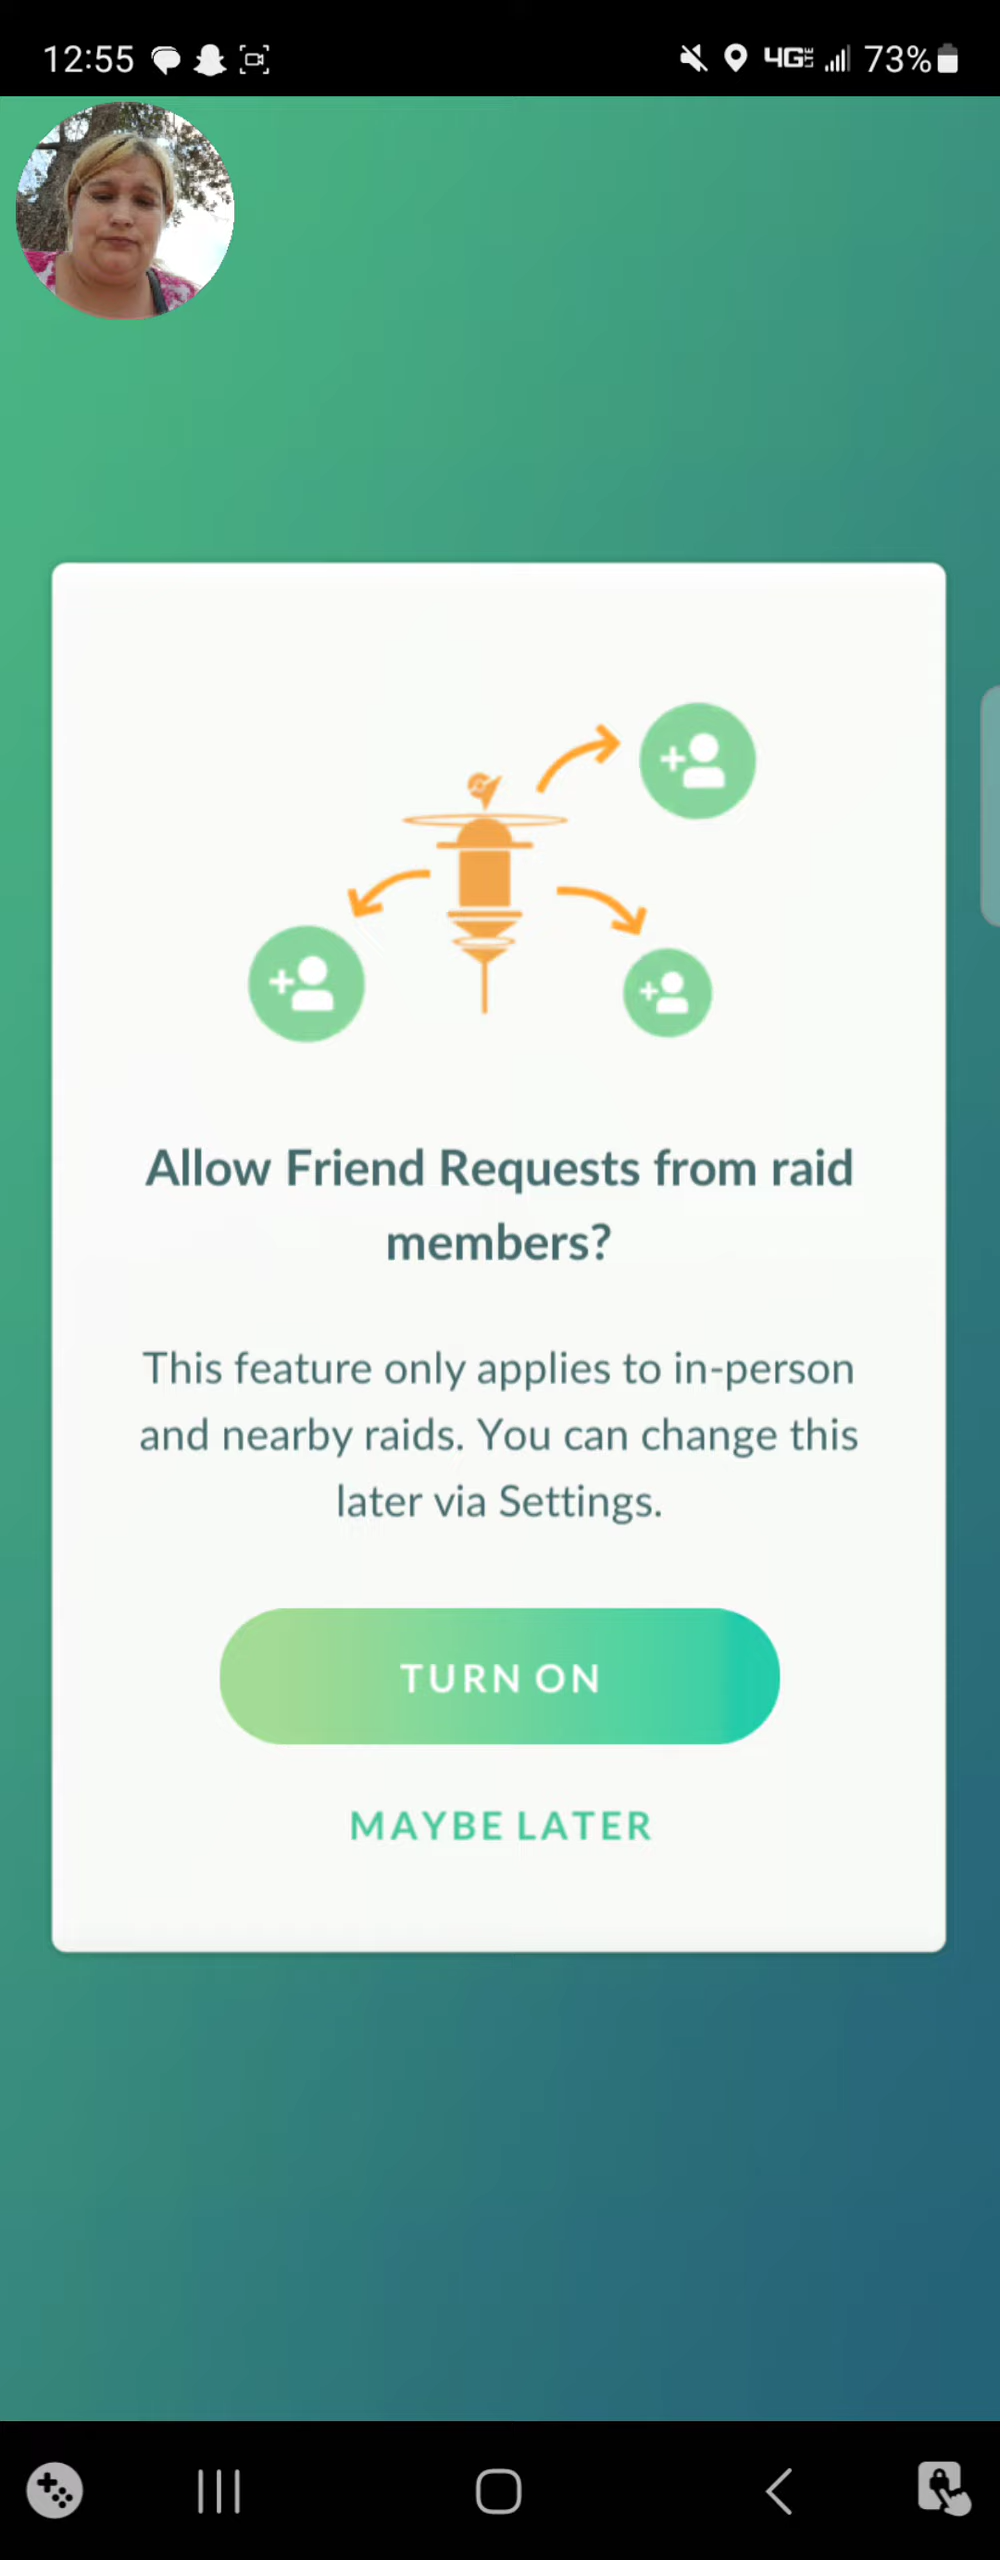 12:55 4G LTE 73%
Allow Friend Requests from raid
members?
This feature only applies to in-person
and nearby raids. You can change this
later via Settings.
TURN ON
MAYBE LATER